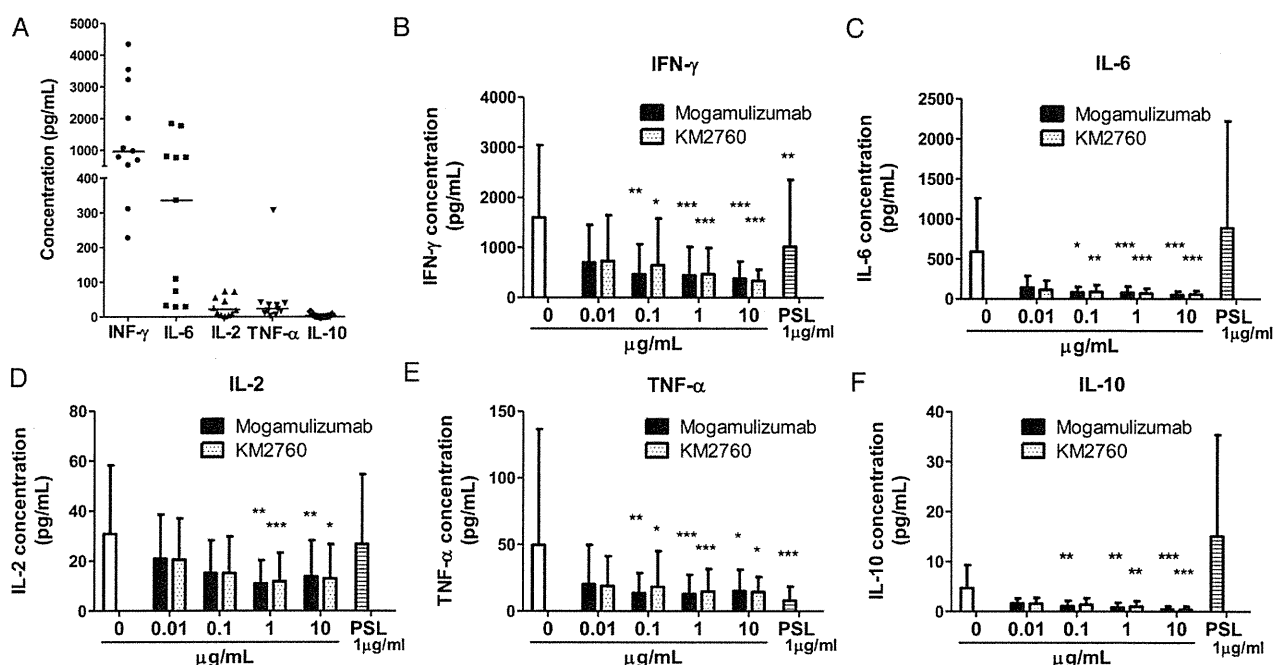 A
Concentration (pg/mL)
5000
4000
3000
2000
1000
400
300
200
100
0
INF-γ IL-6 IL-2 TNF-α IL-10
B
IFN-γ
Mogamulizumab
KM2760
IFN-γ concentration
(pg/mL)
4000
3000
2000
1000
0
** * *** *** *** *** **
0 0.01 0.1 1 10 PSL
1μg/ml
μg/mL
C
IL-6
Mogamulizumab
KM2760
IL-6 concentration
(pg/mL)
2500
2000
1500
1000
500
0
* ** *** *** *** ***
0 0.01 0.1 1 10 PSL
1μg/ml
μg/mL
D
IL-2
Mogamulizumab
KM2760
IL-2 concentration
(pg/mL)
80
60
40
20
0
** *** ** *
0 0.01 0.1 1 10 PSL
1μg/ml
μg/mL
E
TNF-α
Mogamulizumab
KM2760
TNF-α concentration
(pg/mL)
150
100
50
0
** * *** *** * * ***
0 0.01 0.1 1 10 PSL
1μg/ml
μg/mL
F
IL-10
Mogamulizumab
KM2760
IL-10 concentration
(pg/mL)
40
30
20
10
0
** ** ** *** ***
0 0.01 0.1 1 10 PSL
1μg/ml
μg/mL